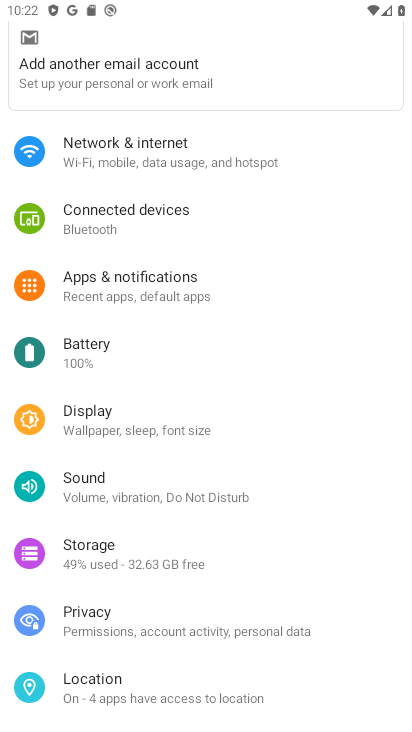 10:22
Add another email account
Set up your personal or work email
Network & internet
Wi-Fi, mobile, data usage, and hotspot
Connected devices
Bluetooth
Apps & notifications
Recent apps, default apps
Battery
100%
Display
Wallpaper, sleep, font size
Sound
Volume, vibration, Do Not Disturb
Storage
49% used - 32.63 GB free
Privacy
Permissions, account activity, personal data
Location
On - 4 apps have access to location